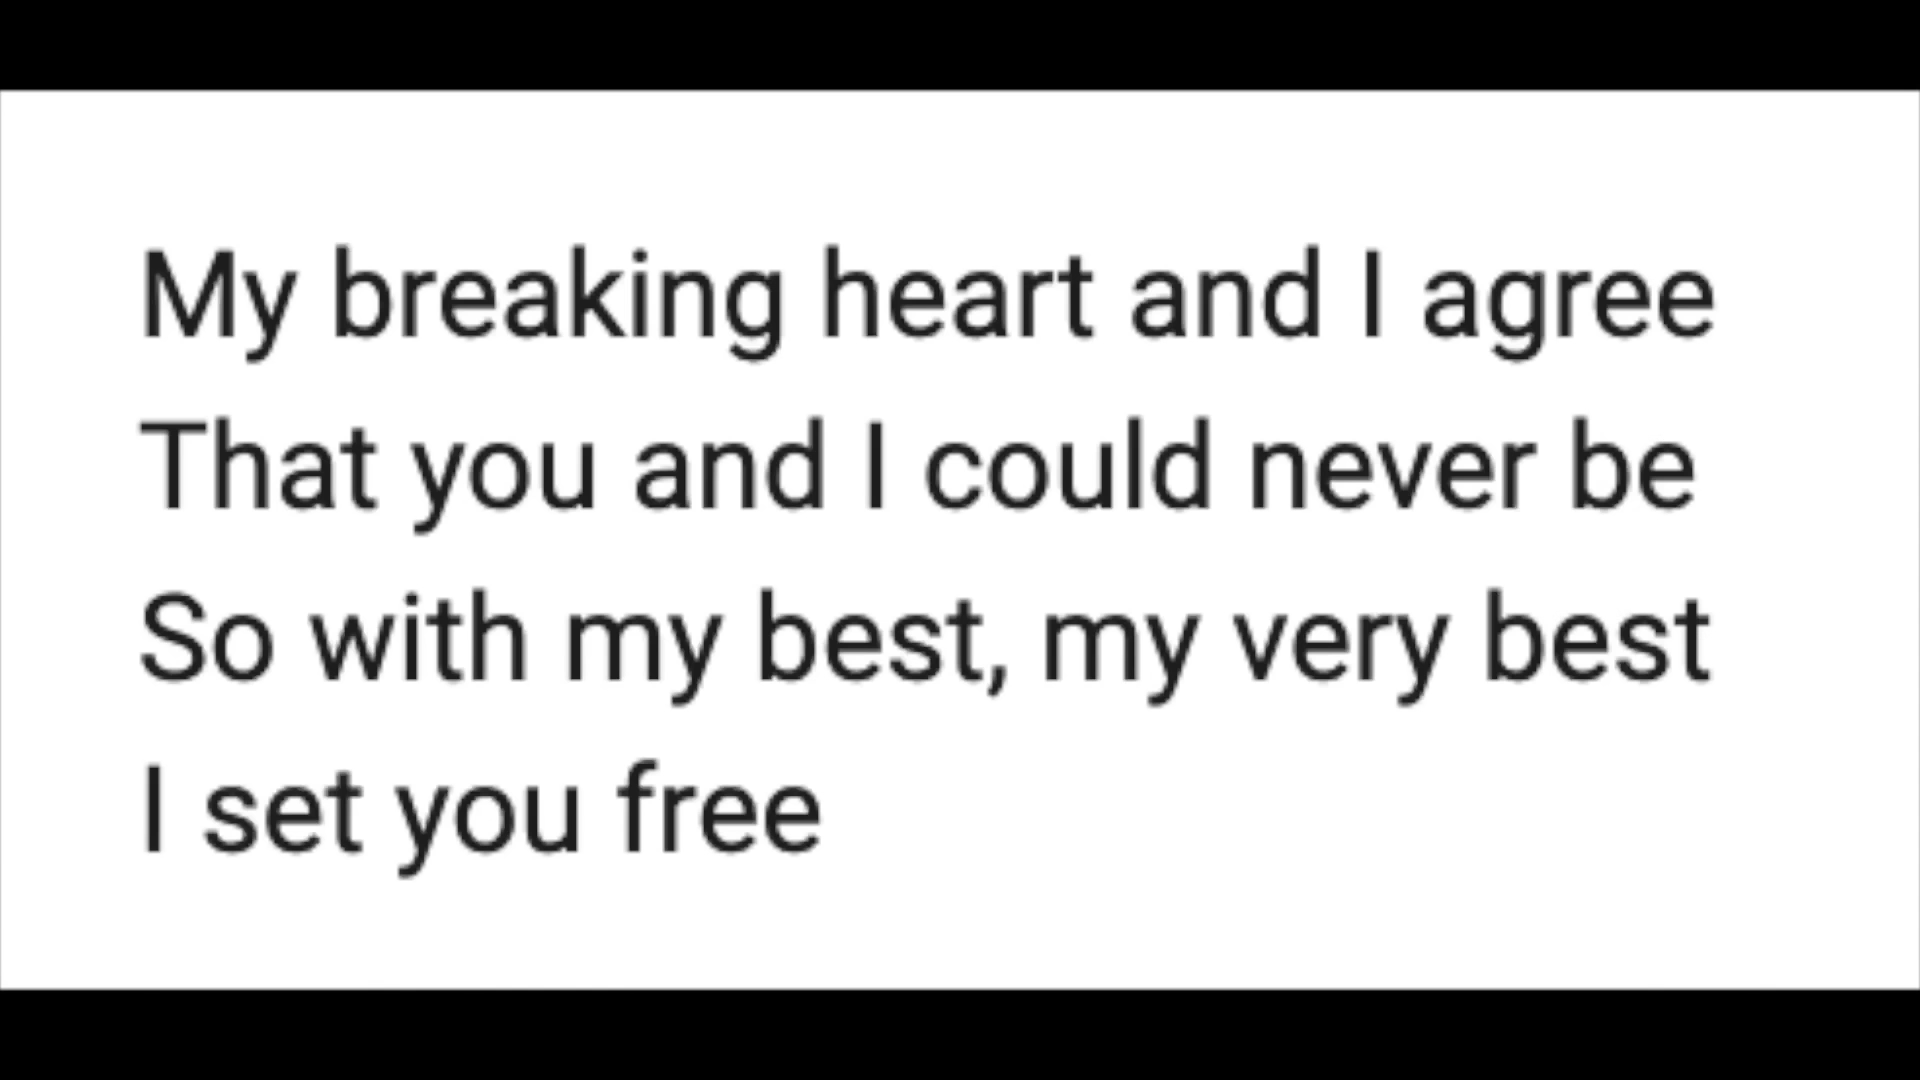 My breaking heart and I agree
That you and I could never be
So with my best, my very best
I set you free